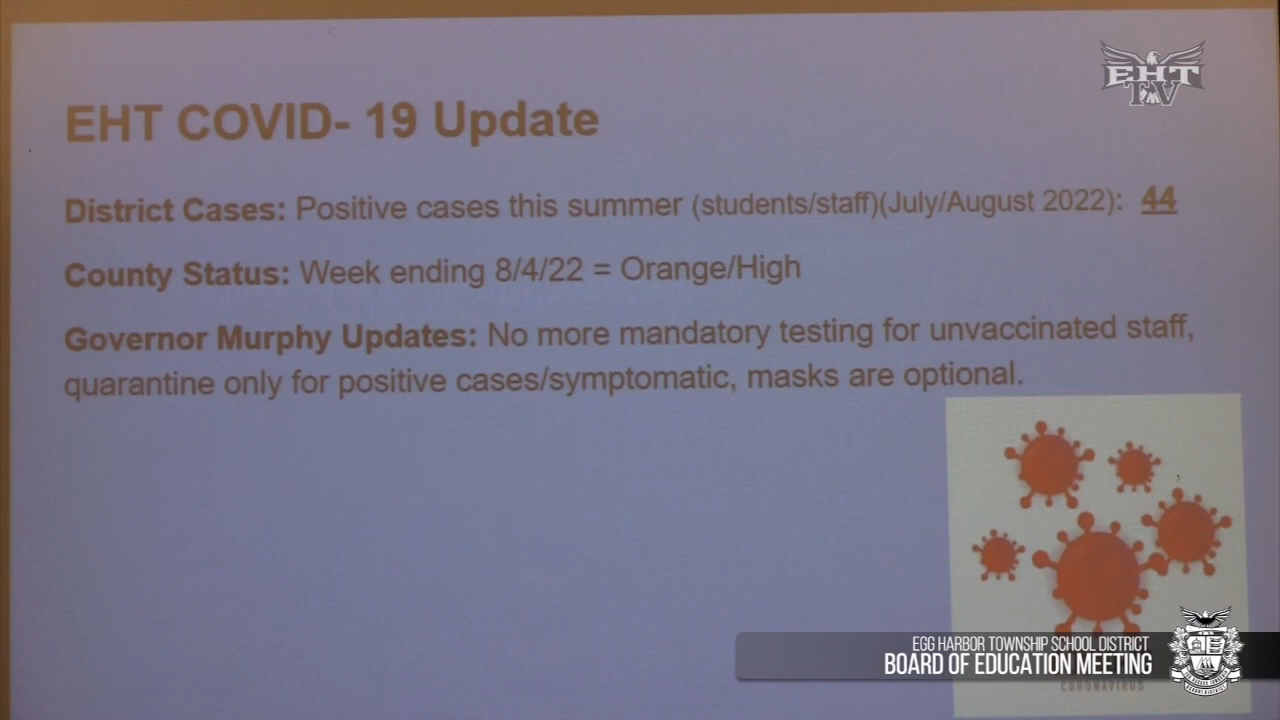 EHT
TV
EHT COVID- 19 Update
District Cases: Positive cases this summer (students/staff)(July/August 2022): 44
County Status: Week ending 8/4/22 = Orange/High
Governor Murphy Updates: No more mandatory testing for unvaccinated staff,
quarantine only for positive cases/symptomatic, masks are optional.
EGG HARBOR TOWNSHIP SCHOOL DISTRICT
BOARD OF EDUCATION MEETING
CORONAVIRUS